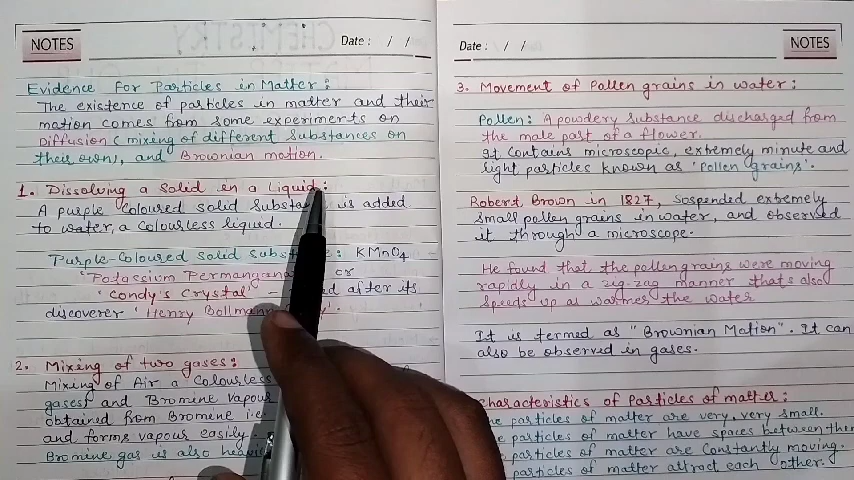 NOTES
Date : / /
Evidence for Particles in Matter :
The existence of particles in matter and their
motion comes from some experiments on
Diffusion (mixing of different substances on
their own), and Brownian motion.
1. Dissolving a Solid in a Liquid :
A purple coloured solid Substan is added
to water, a colourless liquid.
Purple-coloured solid subst : KMnO4
'Potassium Permangana or
'Condy's Crystal' - ed after its
discoverer 'Henry Bollmann y'.
2. Mixing of two gases :
Mixing of Air a Colourless
gases and Bromine Vapour
obtained from Bromine i.e.
and forms vapour easily.
Bromine gas is also heavie
Date : / /
NOTES
3. Movement of Pollen grains in water :
Pollen : A powdery substance discharged from
the male part of a flower.
It contains microscopic, extremely minute and
light particles known as 'pollen grains'.
Robert Brown in 1827, suspended extremely
small pollen grains in water, and observed
it through a microscope.
He found that the pollen grains were moving
rapidly in a zig-zag manner that's also
speeds up as warmer the water
It is termed as "Brownian Motion". It can
also be observed in gases.
Characteristics of Particles of matter :
he particles of matter are very, very small.
e particles of matter have spaces between them
particles of matter are Constantly moving.
particles of matter attract each other.